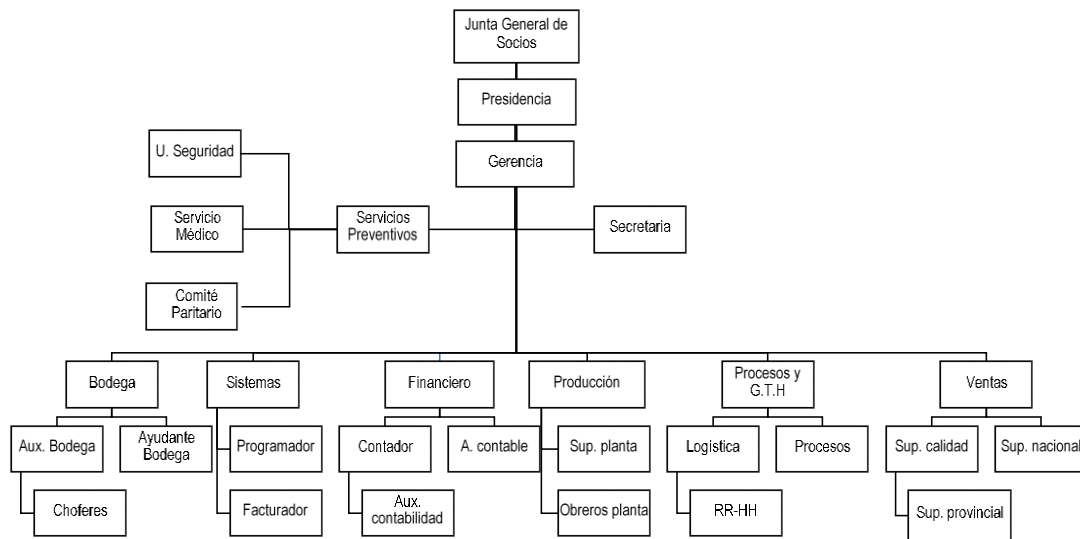 Junta General de
Socios
Presidencia
Gerencia
U. Seguridad
Servicio
Médico
Servicios
Preventivos
Secretaria
Comité
Paritario
Bodega
Sistemas
Financiero
Producción
Procesos y
G.T.H
Ventas
Aux. Bodega
Ayudante
Bodega
Programador
Contador
A. contable
Sup. planta
Logistica
Procesos
Sup. calidad
Sup. nacional
Choferes
Facturador
Aux.
contabilidad
Obreros planta
RR-HH
Sup. provincial